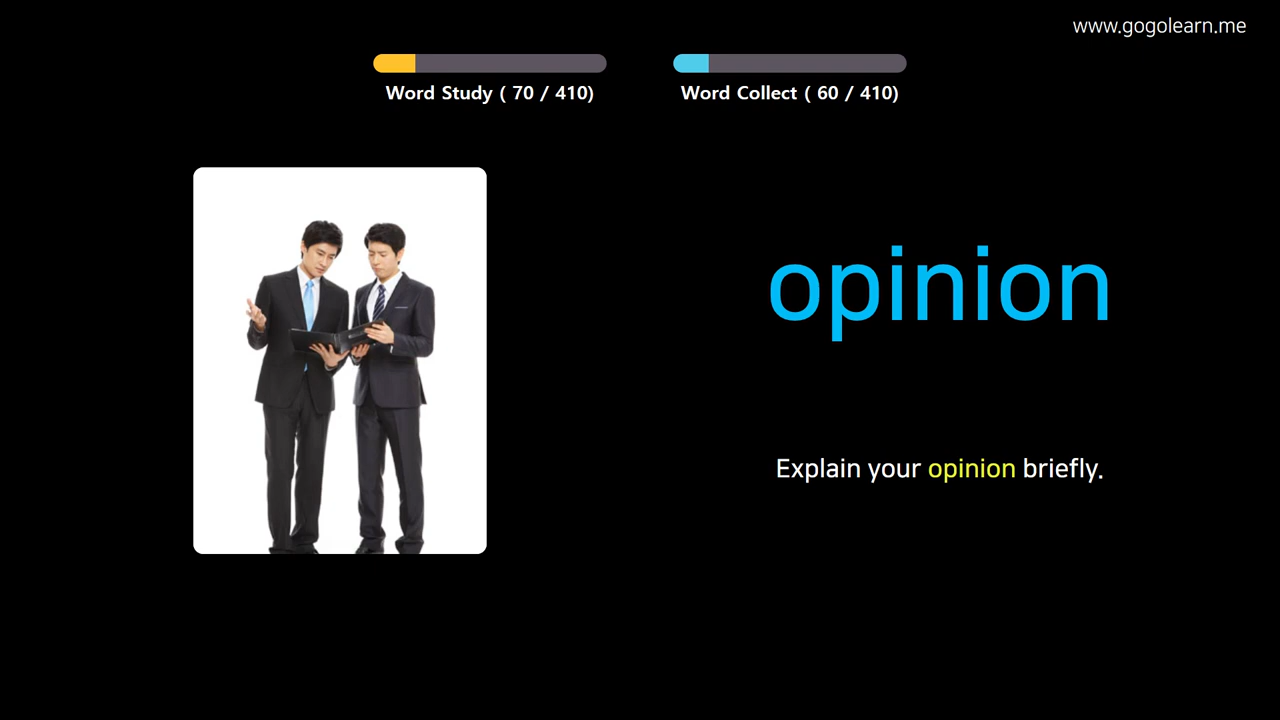 www.gogolearn.me
Word Study ( 70 / 410)
Word Collect ( 60 / 410)
opinion
Explain your opinion briefly.